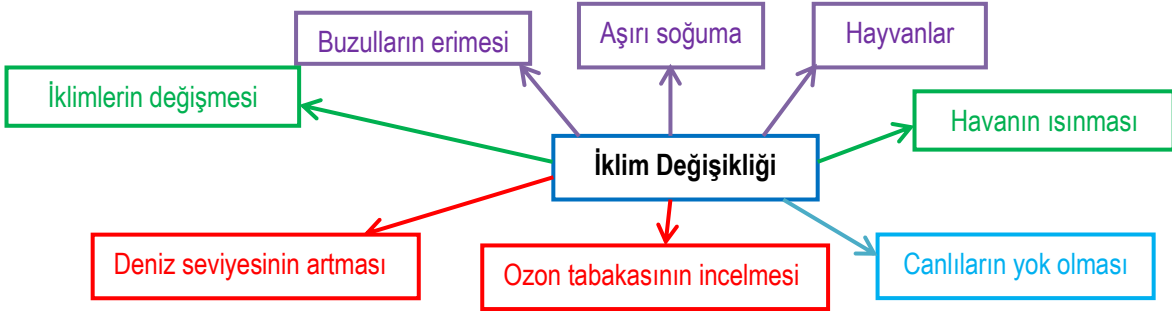 Buzulların erimesi
Aşırı soğuma
Hayvanlar
İklimlerin değişmesi
Havanın ısınması
İklim Değişikliği
Deniz seviyesinin artması
Ozon tabakasının incelmesi
Canlıların yok olması